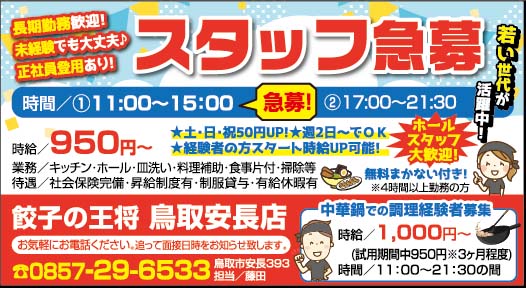 長期勤務歓迎!
未経験でも大丈夫♪
正社員登用あり!
スタッフ急募
若い世代が
活躍中!
時間/①11:00〜15:00 急募! ②17:00〜21:30
時給/950円〜
★土・日・祝50円UP!★週2日〜でOK
★経験者の方スタート時給UP可能!
ホール
スタッフ
大歓迎!
業務/キッチン・ホール・皿洗い・料理補助・食事片付・掃除等
待遇/社会保険完備・昇給制度有・制服貸与・有給休暇有
無料まかない付き!
※4時間以上勤務の方
餃子の王将 鳥取安長店
お気軽にお電話ください。追って面接日時をお知らせ致します。
☎0857-29-6533
鳥取市安長393
担当/藤田
中華鍋での調理経験者募集
時給/1,000円〜
(試用期間中950円※3ヶ月程度)
時間/11:00〜21:30の間